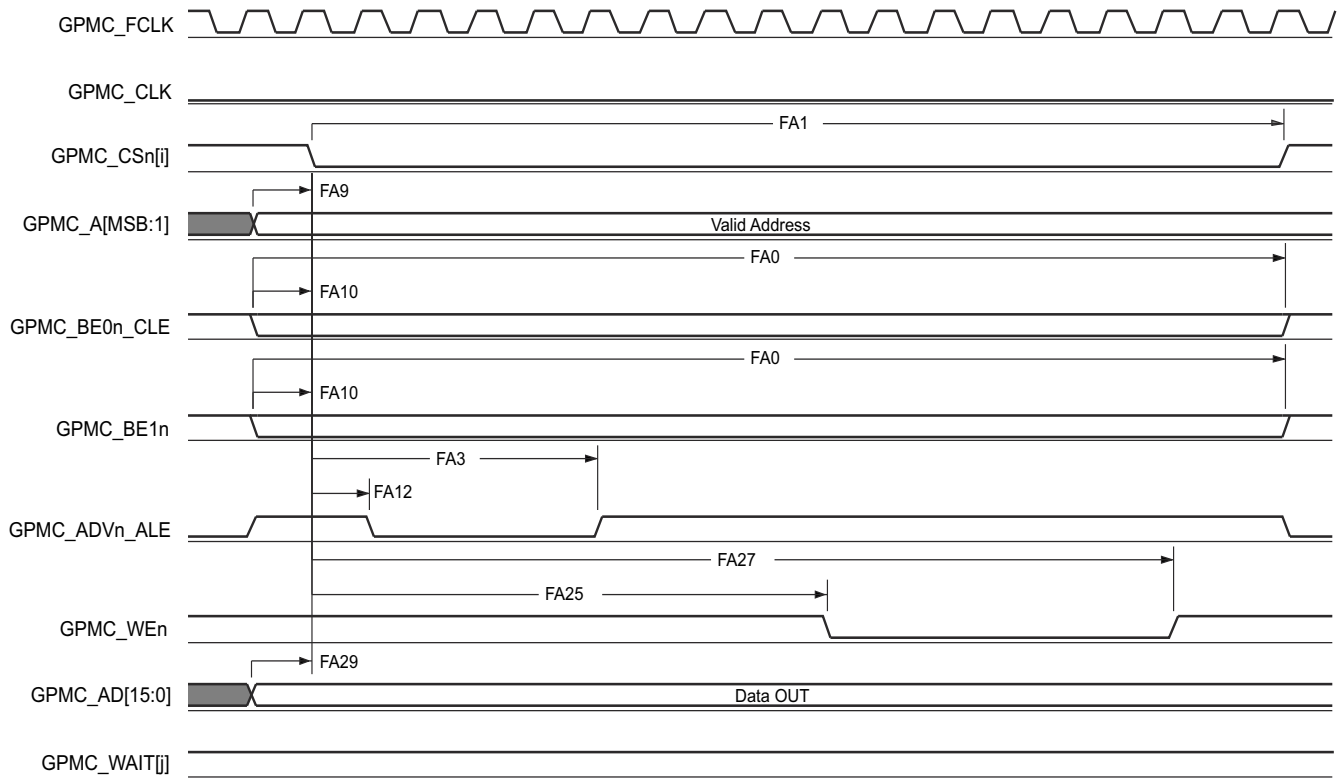 GPMC_FCLK
GPMC_CLK
FA1
GPMC_CSn[i]
FA9
GPMC_A[MSB:1]
Valid Address
FA0
FA10
GPMC_BE0n_CLE
FA0
FA10
GPMC_BE1n
FA3
FA12
GPMC_ADVn_ALE
FA27
FA25
GPMC_WEn
FA29
GPMC_AD[15:0]
Data OUT
GPMC_WAIT[j]